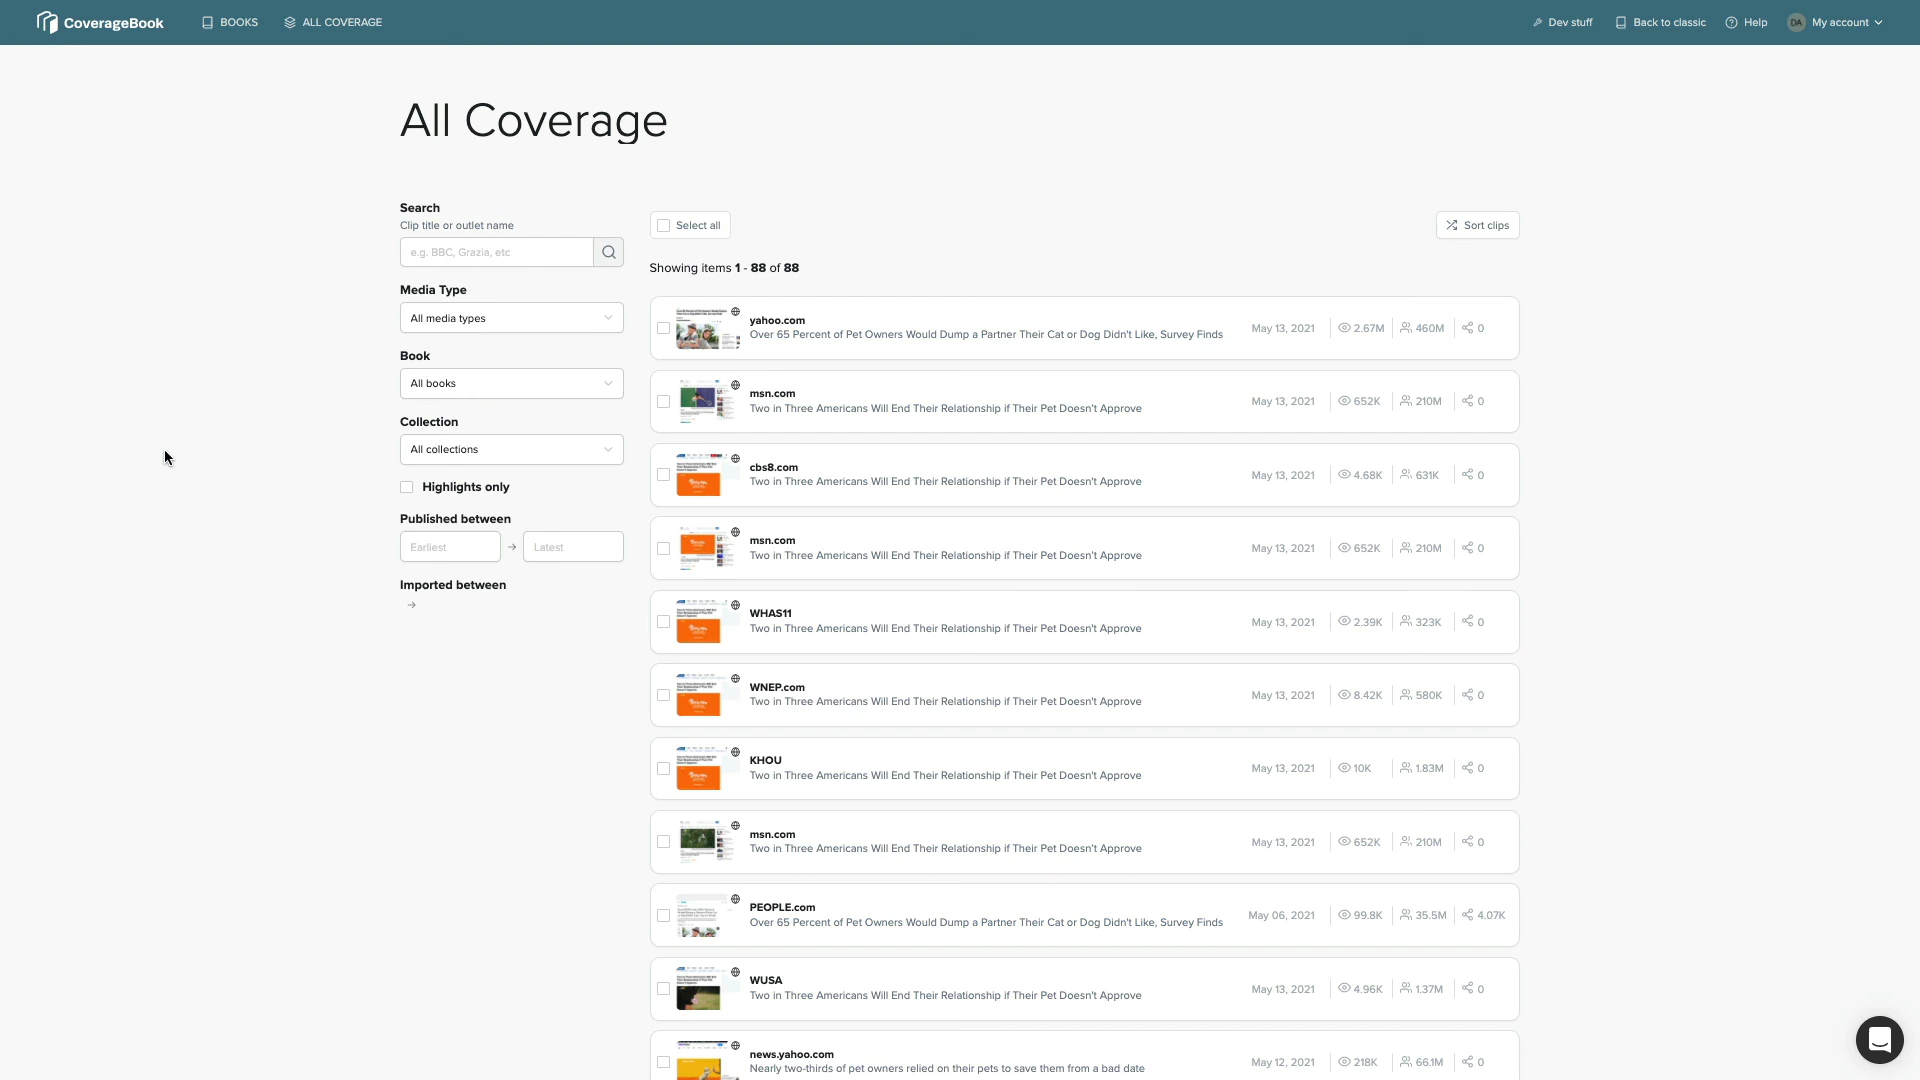 CoverageBook
BOOKS
ALL COVERAGE
Dev stuff
Back to classic
Help
DA
My account
All Coverage
Search
Clip title or outlet name
e.g. BBC, Grazia, etc
Media Type
All media types
Book
All books
Collection
All collections
Highlights only
Published between
Earliest
Latest
Imported between
Select all
Sort clips
Showing items 1 - 88 of 88
yahoo.com
Over 65 Percent of Pet Owners Would Dump a Partner Their Cat or Dog Didn't Like, Survey Finds
May 13, 2021 2.67M 460M 0
msn.com
Two in Three Americans Will End Their Relationship if Their Pet Doesn't Approve
May 13, 2021 652K 210M 0
cbs8.com
Two in Three Americans Will End Their Relationship if Their Pet Doesn't Approve
May 13, 2021 4.68K 631K 0
msn.com
Two in Three Americans Will End Their Relationship if Their Pet Doesn't Approve
May 13, 2021 652K 210M 0
WHAS11
Two in Three Americans Will End Their Relationship if Their Pet Doesn't Approve
May 13, 2021 2.39K 323K 0
WNEP.com
Two in Three Americans Will End Their Relationship if Their Pet Doesn't Approve
May 13, 2021 8.42K 580K 0
KHOU
Two in Three Americans Will End Their Relationship if Their Pet Doesn't Approve
May 13, 2021 10K 1.83M 0
msn.com
Two in Three Americans Will End Their Relationship if Their Pet Doesn't Approve
May 13, 2021 652K 210M 0
PEOPLE.com
Over 65 Percent of Pet Owners Would Dump a Partner Their Cat or Dog Didn't Like, Survey Finds
May 06, 2021 99.8K 35.5M 4.07K
WUSA
Two in Three Americans Will End Their Relationship if Their Pet Doesn't Approve
May 13, 2021 4.96K 1.37M 0
news.yahoo.com
Nearly two-thirds of pet owners relied on their pets to save them from a bad date
May 12, 2021 218K 66.1M 0